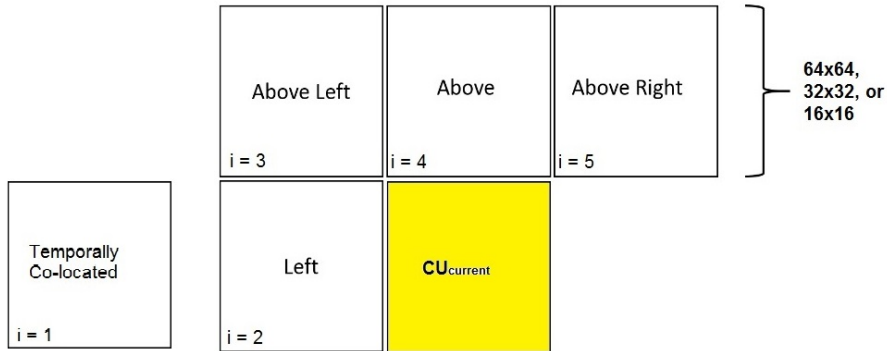 Above Left
i = 3
Above
i = 4
Above Right
i = 5
64x64,
32x32, or
16x16
Temporally
Co-located
i = 1
Left
i = 2
CUcurrent